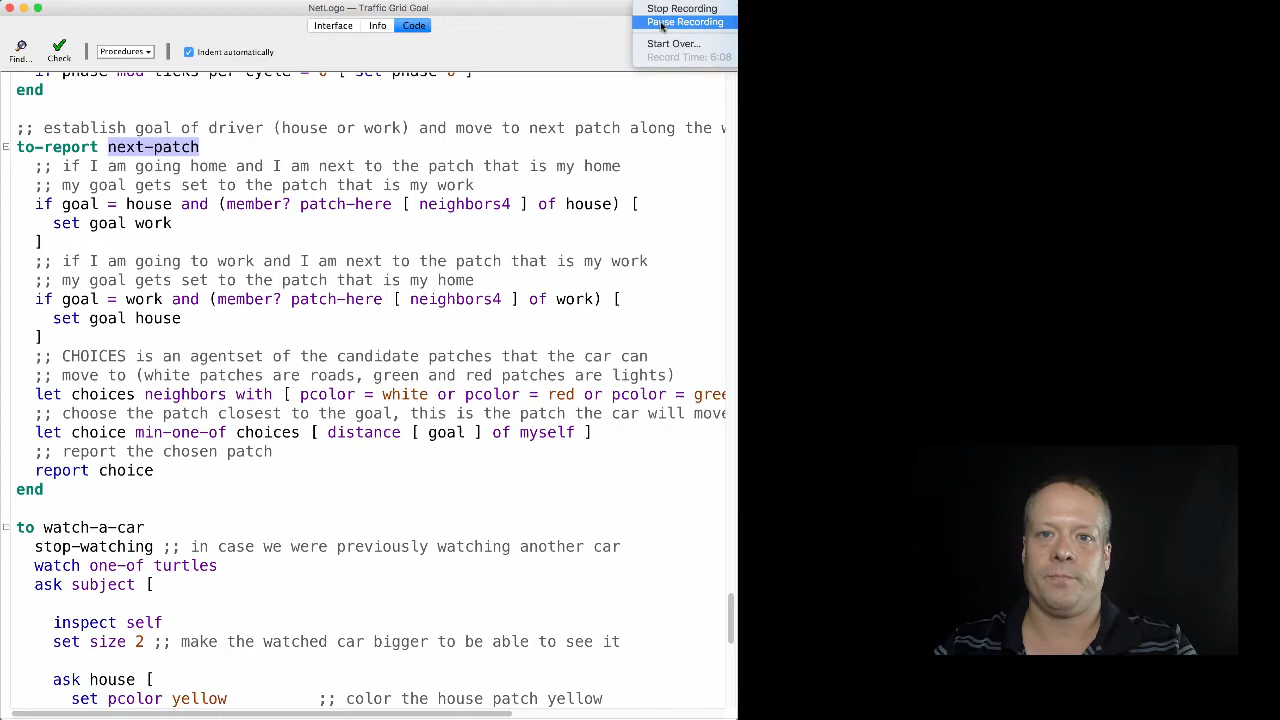 NetLogo — Traffic Grid Goal
Stop Recording
Pause Recording
Start Over...
Record Time: 6:08
Interface
Info
Code
Find...
Check
Procedures
Indent automatically
if phase mod ticks-per-cycle = 0 [ set phase 0 ]
end
;; establish goal of driver (house or work) and move to next patch along the w
to-report next-patch
;; if I am going home and I am next to the patch that is my home
;; my goal gets set to the patch that is my work
if goal = house and (member? patch-here [ neighbors4 ] of house) [
set goal work
]
;; if I am going to work and I am next to the patch that is my work
;; my goal gets set to the patch that is my home
if goal = work and (member? patch-here [ neighbors4 ] of work) [
set goal house
]
;; CHOICES is an agentset of the candidate patches that the car can
;; move to (white patches are roads, green and red patches are lights)
let choices neighbors with [ pcolor = white or pcolor = red or pcolor = gree
;; choose the patch closest to the goal, this is the patch the car will move
let choice min-one-of choices [ distance [ goal ] of myself ]
;; report the chosen patch
report choice
end
to watch-a-car
stop-watching ;; in case we were previously watching another car
watch one-of turtles
ask subject [
inspect self
set size 2 ;; make the watched car bigger to be able to see it
ask house [
set pcolor yellow ;; color the house patch yellow